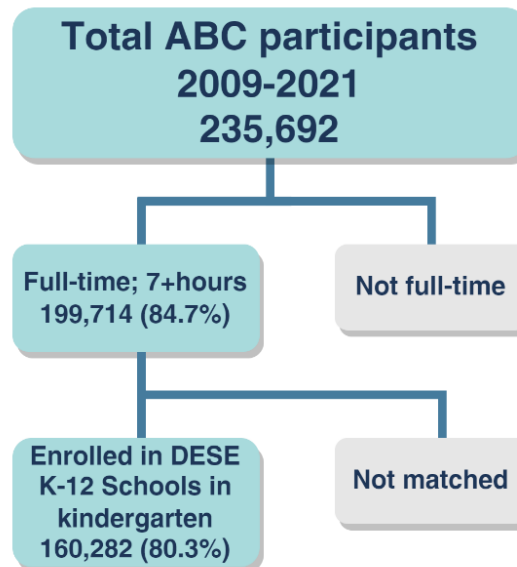 Total ABC participants
2009-2021
235,692
Full-time; 7+hours
199,714 (84.7%)
Not full-time
Enrolled in DESE
K-12 Schools in
kindergarten
160,282 (80.3%)
Not matched